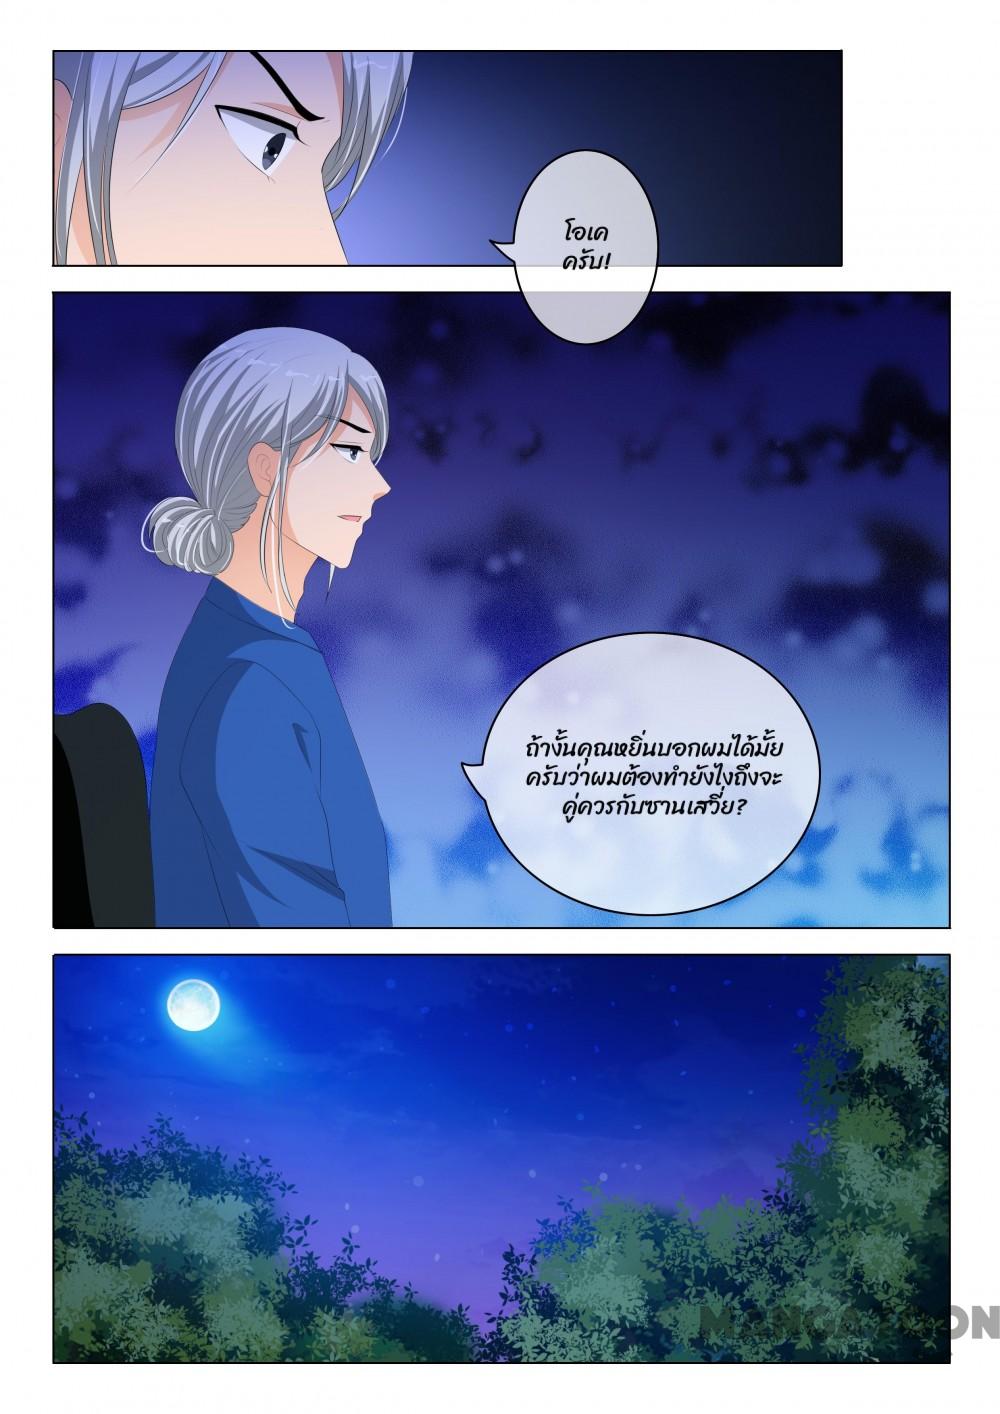 โอเค
ครับ!
ถ้างั้นคุณหยิ่นบอกผมได้มั้ย
ครับว่าผมต้องทำยังไงถึงจะ
คู่ควรกับซานเสวี่ย?
MANGATOON